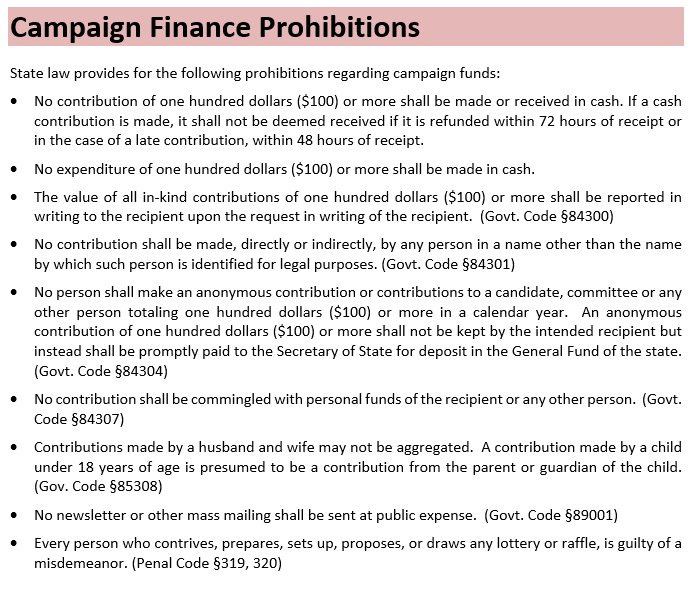 Campaign Finance Prohibitions
State law provides for the following prohibitions regarding campaign funds:
• No contribution of one hundred dollars ($100) or more shall be made or received in cash. If a cash
contribution is made, it shall not be deemed received if it is refunded within 72 hours of receipt or
in the case of a late contribution, within 48 hours of receipt.
• No expenditure of one hundred dollars ($100) or more shall be made in cash.
• The value of all in-kind contributions of one hundred dollars ($100) or more shall be reported in
writing to the recipient upon the request in writing of the recipient. (Govt. Code §84300)
• No contribution shall be made, directly or indirectly, by any person in a name other than the name
by which such person is identified for legal purposes. (Govt. Code §84301)
• No person shall make an anonymous contribution or contributions to a candidate, committee or any
other person totaling one hundred dollars ($100) or more in a calendar year. An anonymous
contribution of one hundred dollars ($100) or more shall not be kept by the intended recipient but
instead shall be promptly paid to the Secretary of State for deposit in the General Fund of the state.
(Govt. Code §84304)
• No contribution shall be commingled with personal funds of the recipient or any other person. (Govt.
Code §84307)
• Contributions made by a husband and wife may not be aggregated. A contribution made by a child
under 18 years of age is presumed to be a contribution from the parent or guardian of the child.
(Gov. Code §85308)
• No newsletter or other mass mailing shall be sent at public expense. (Govt. Code §89001)
• Every person who contrives, prepares, sets up, proposes, or draws any lottery or raffle, is guilty of a
misdemeanor. (Penal Code §319, 320)